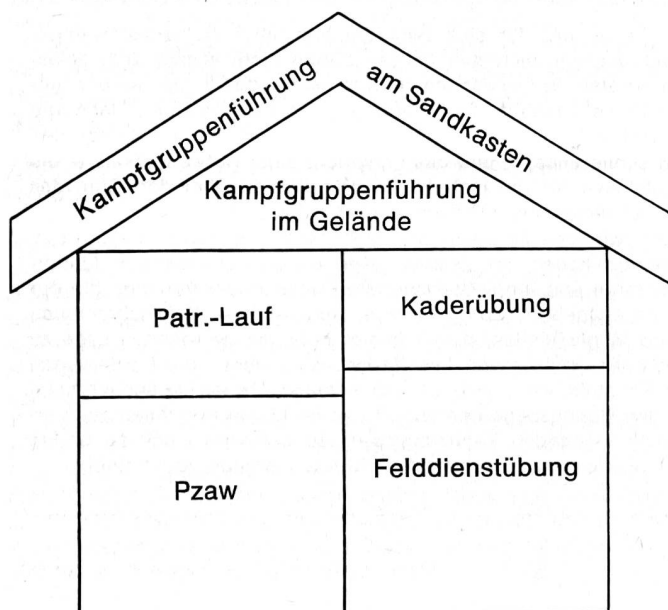 Kampfgruppenführung am Sandkasten
Kampfgruppenführung
im Gelände
Patr.-Lauf
Kaderübung
Pzaw
Felddienstübung